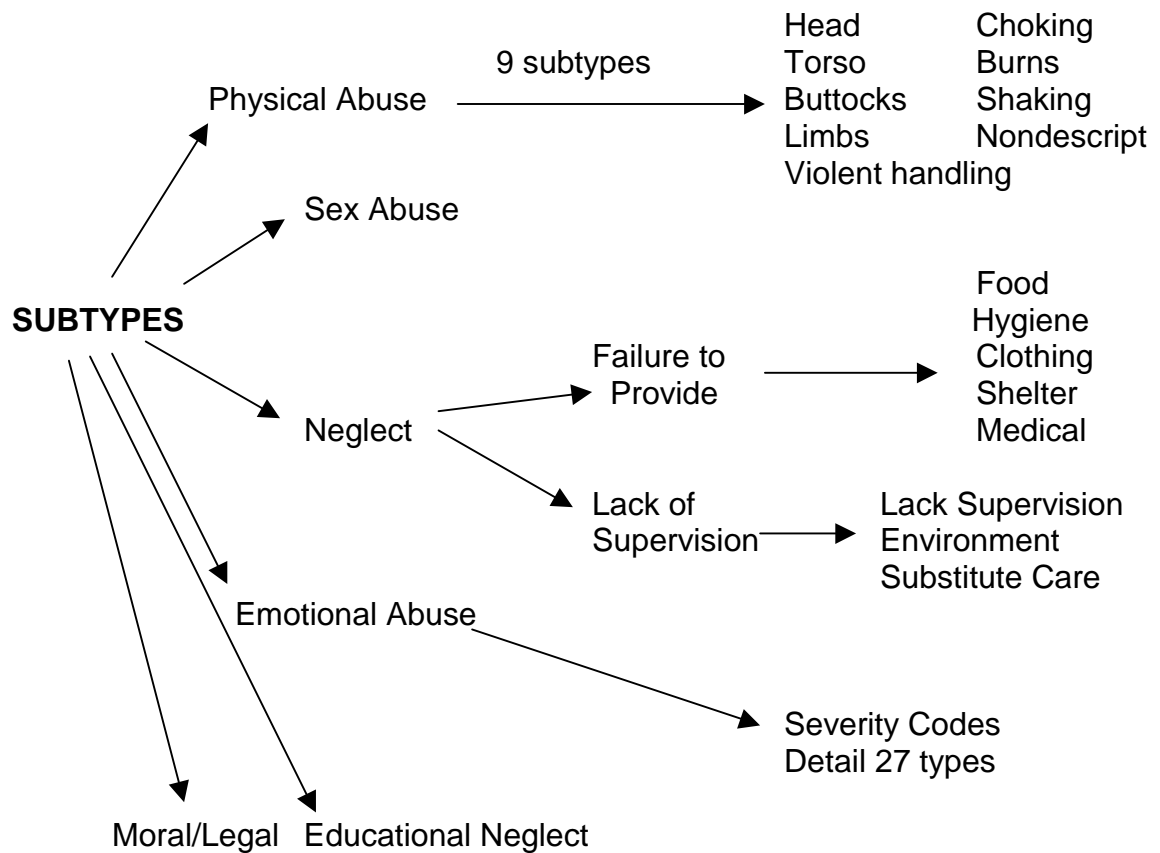 Head Choking
9 subtypes
Torso Burns
Physical Abuse
Buttocks Shaking
Limbs Nondescript
Violent handling
Sex Abuse
SUBTYPES
Food
Hygiene
Clothing
Shelter
Medical
Failure to
Provide
Neglect
Lack of
Supervision
Lack Supervision
Environment
Substitute Care
Emotional Abuse
Severity Codes
Detail 27 types
Moral/Legal Educational Neglect